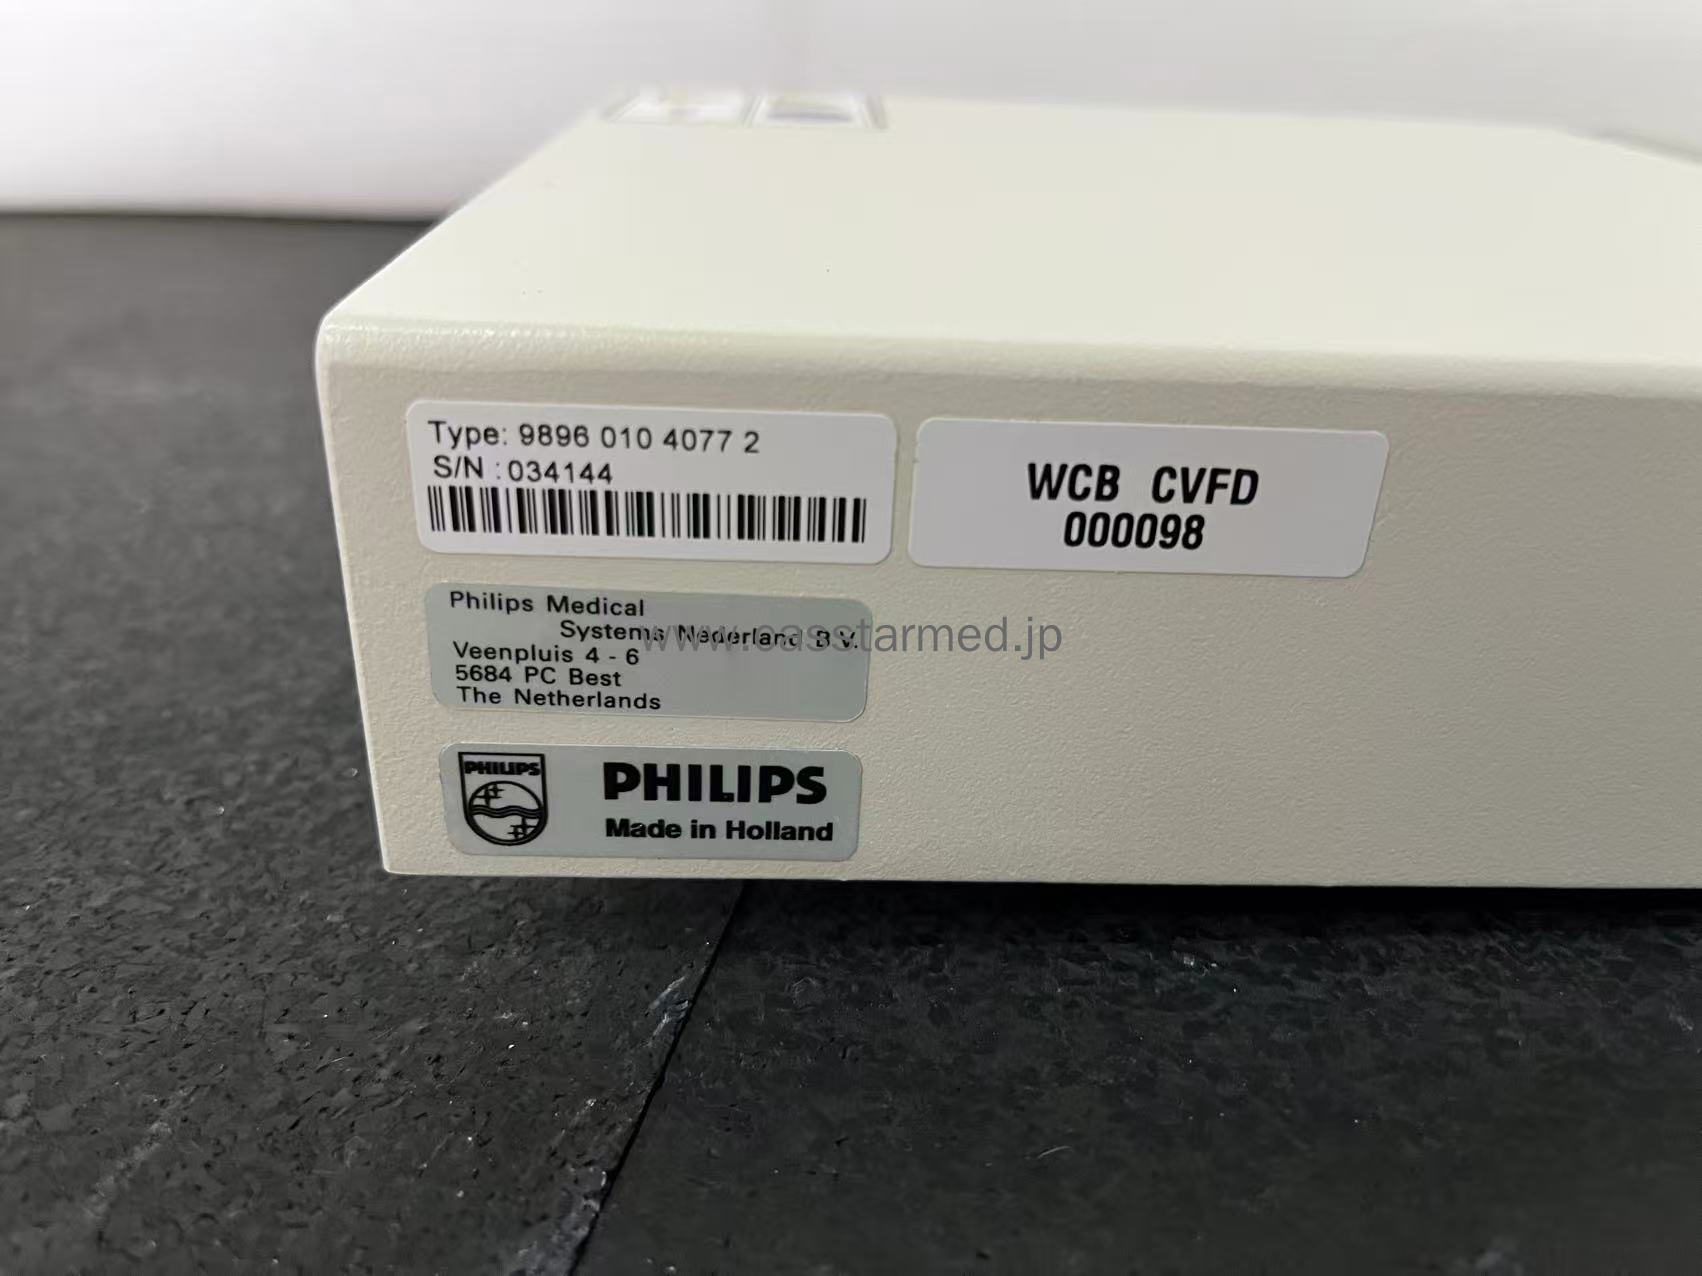 Type: 9896 010 4077 2
S/N : 034144
WCB CVFD
000098
Philips Medical
Systems Nederland B.V.
Veenpluis 4 - 6
5684 PC Best
The Netherlands
www.oasstarmed.jp
PHILIPS
PHILIPS
Made in Holland